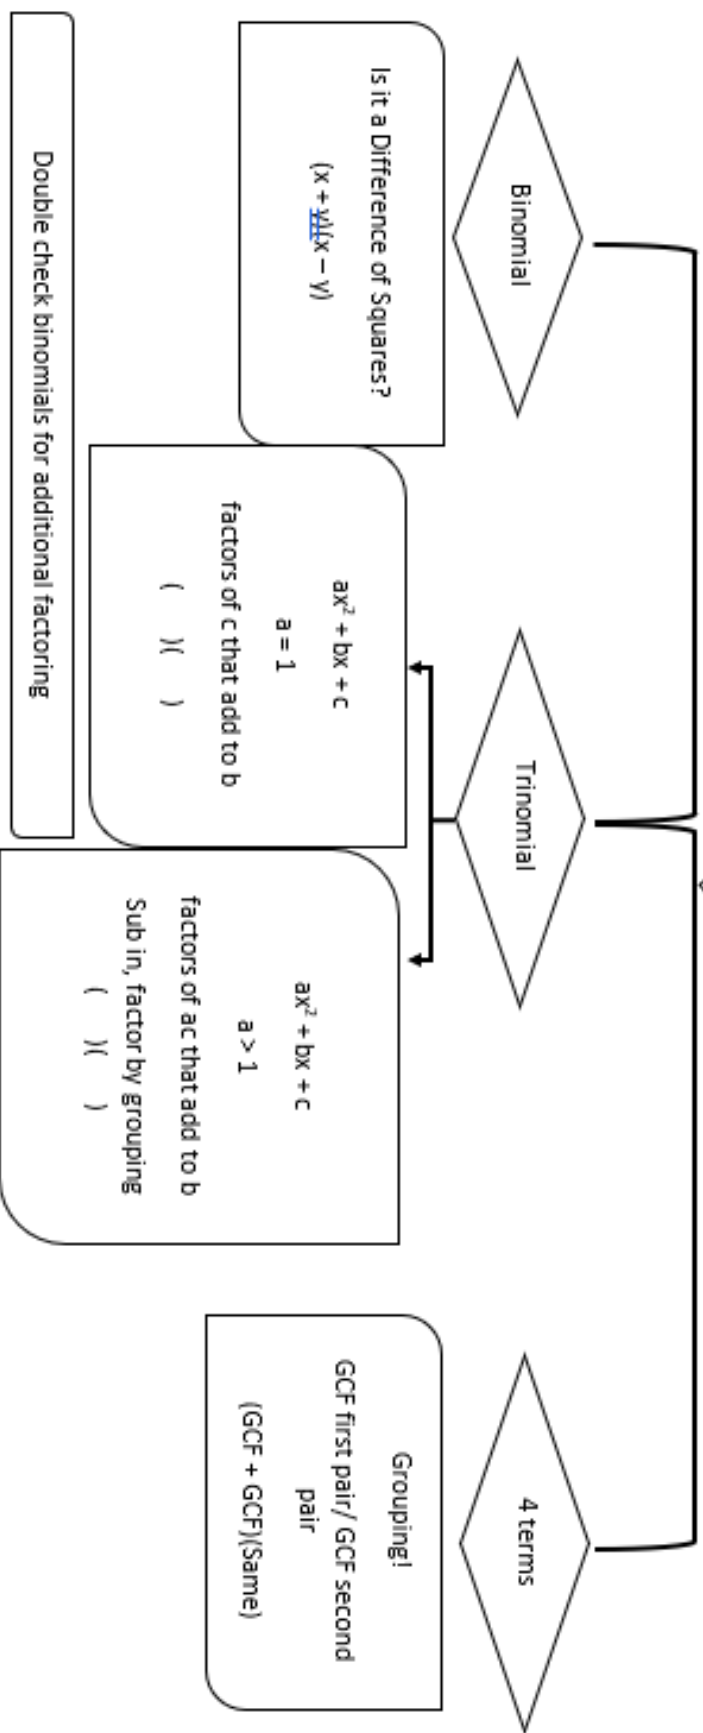 Binomial
Trinomial
4 terms
Is it a Difference of Squares?
(x + y)(x – y)
ax² + bx + c
a = 1
factors of c that add to b
( )( )
ax² + bx + c
a > 1
factors of ac that add to b
Sub in, factor by grouping
( )( )
Grouping!
GCF first pair/ GCF second
pair
(GCF + GCF)(Same)
Double check binomials for additional factoring